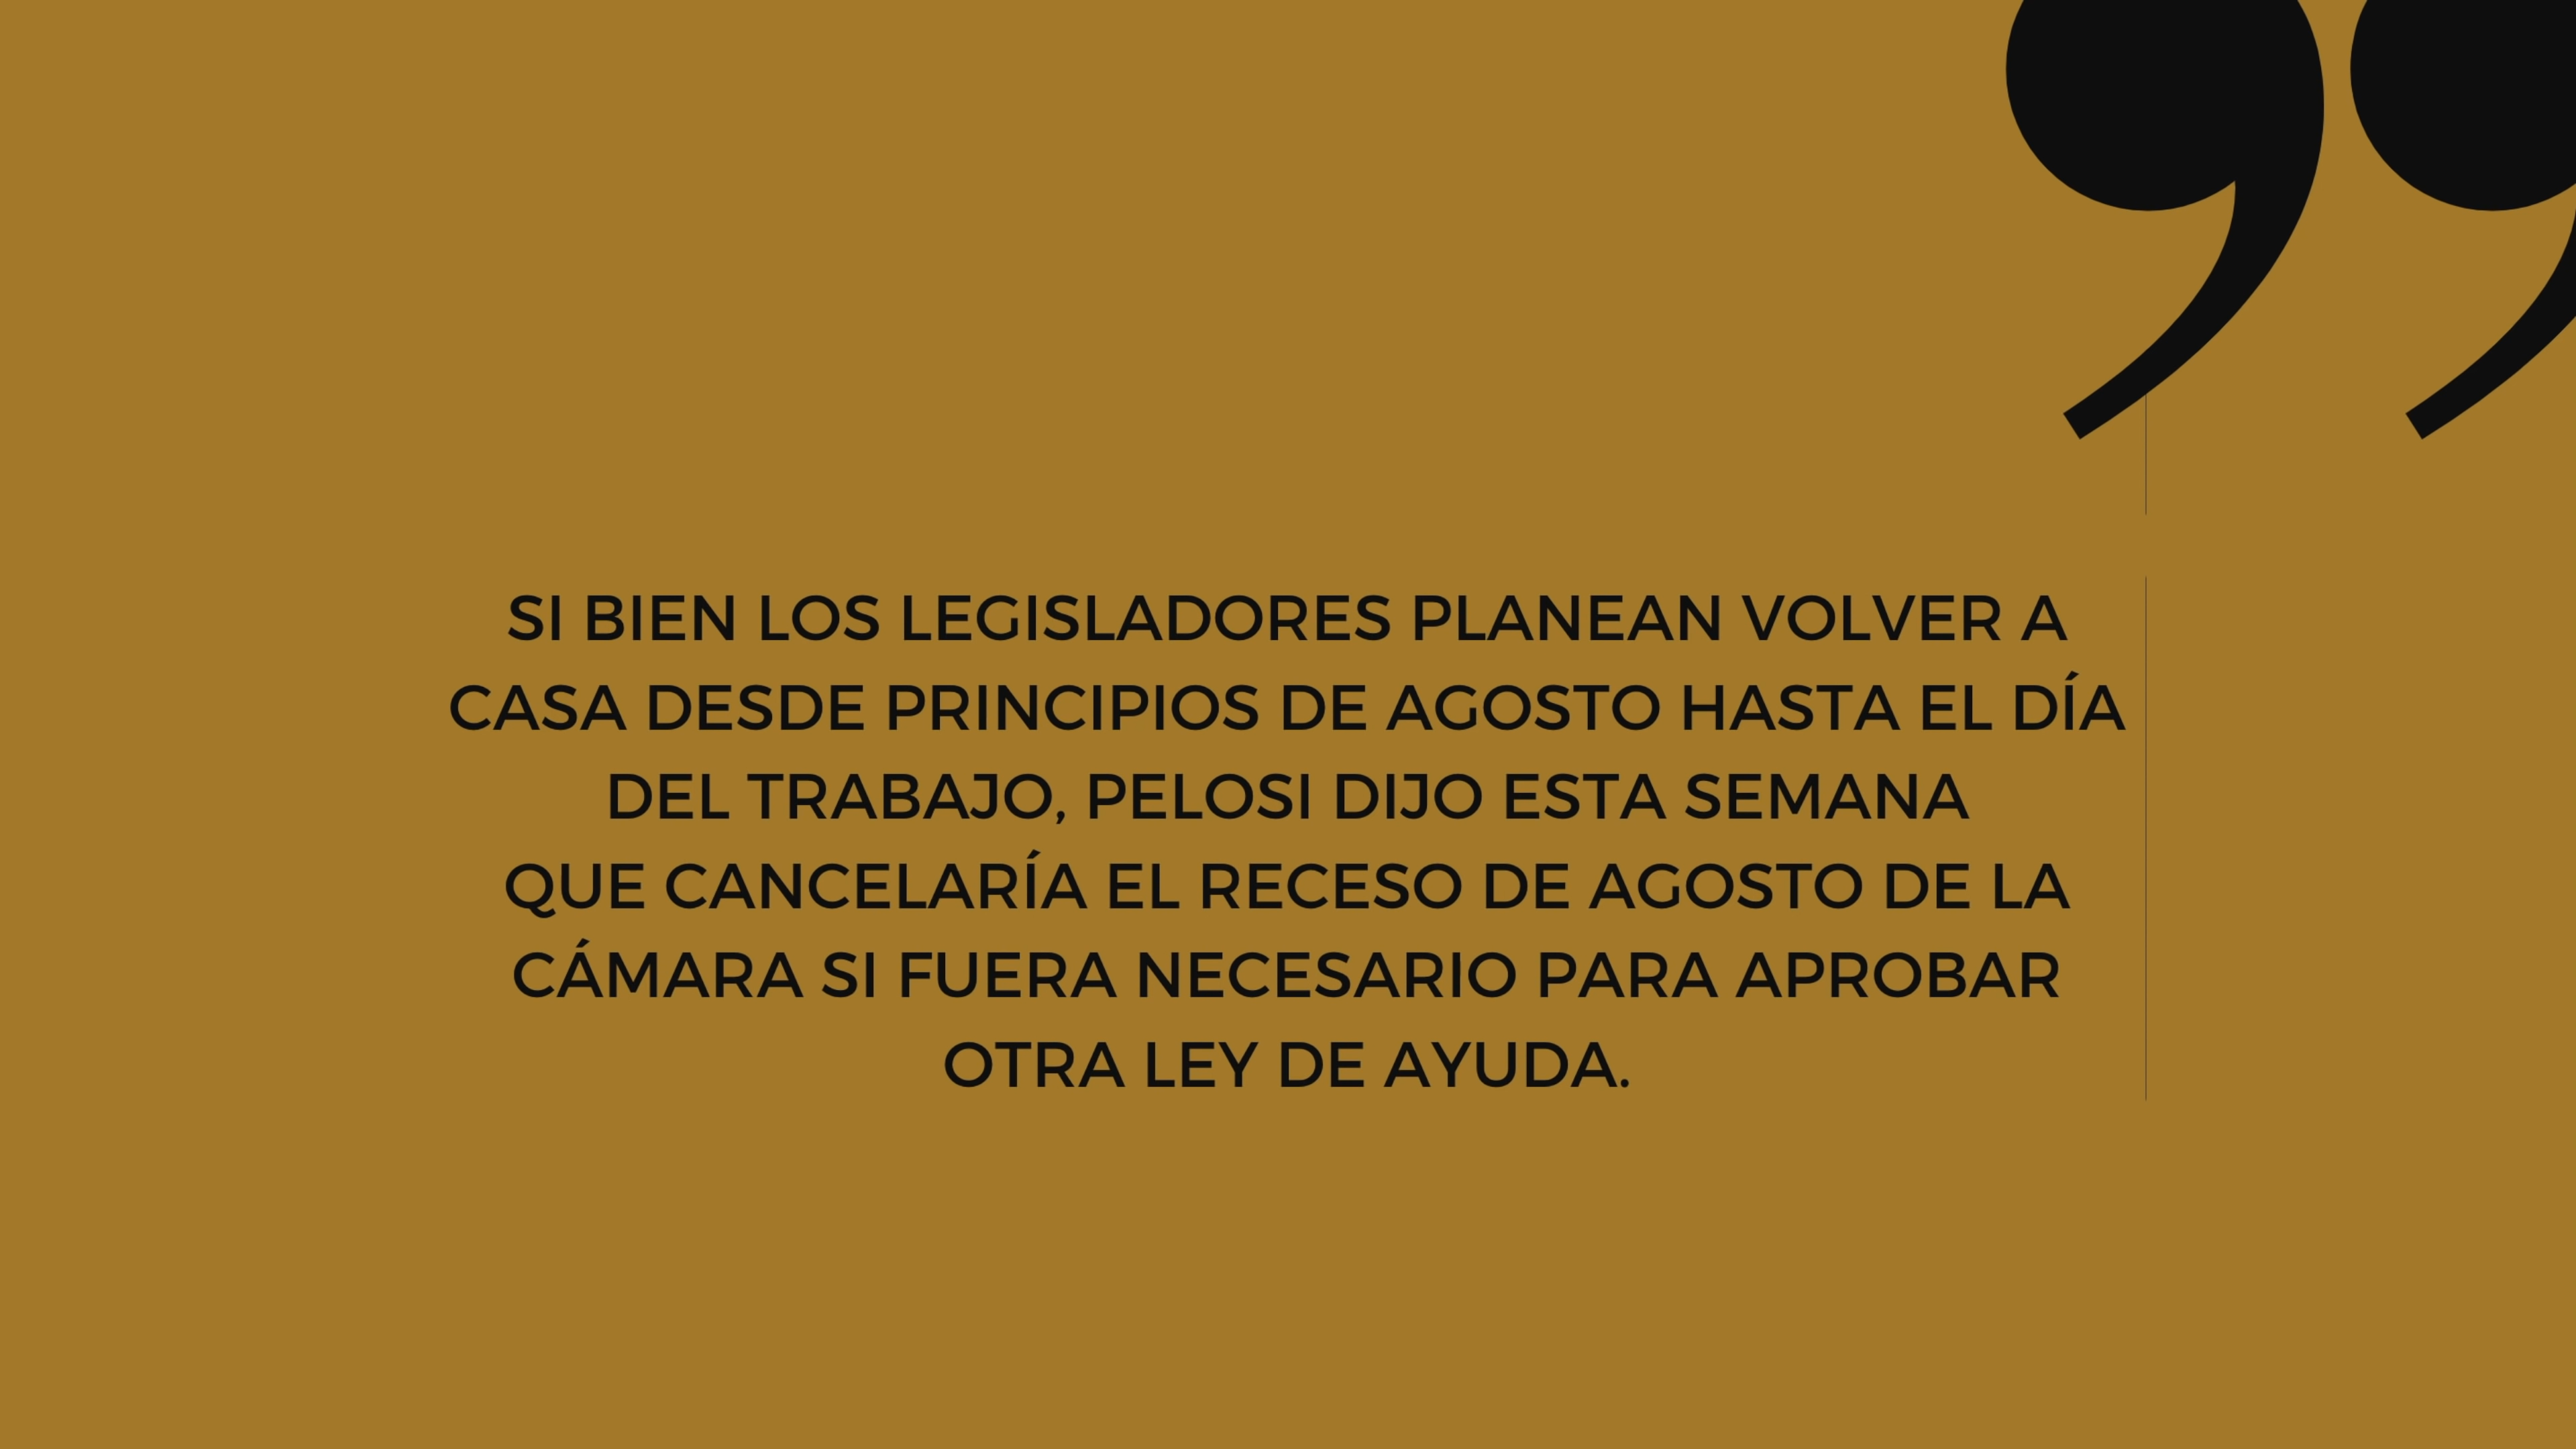 SI BIEN LOS LEGISLADORES PLANEAN VOLVER A
CASA DESDE PRINCIPIOS DE AGOSTO HASTA EL DÍA
DEL TRABAJO, PELOSI DIJO ESTA SEMANA
QUE CANCELARÍA EL RECESO DE AGOSTO DE LA
CÁMARA SI FUERA NECESARIO PARA APROBAR
OTRA LEY DE AYUDA.